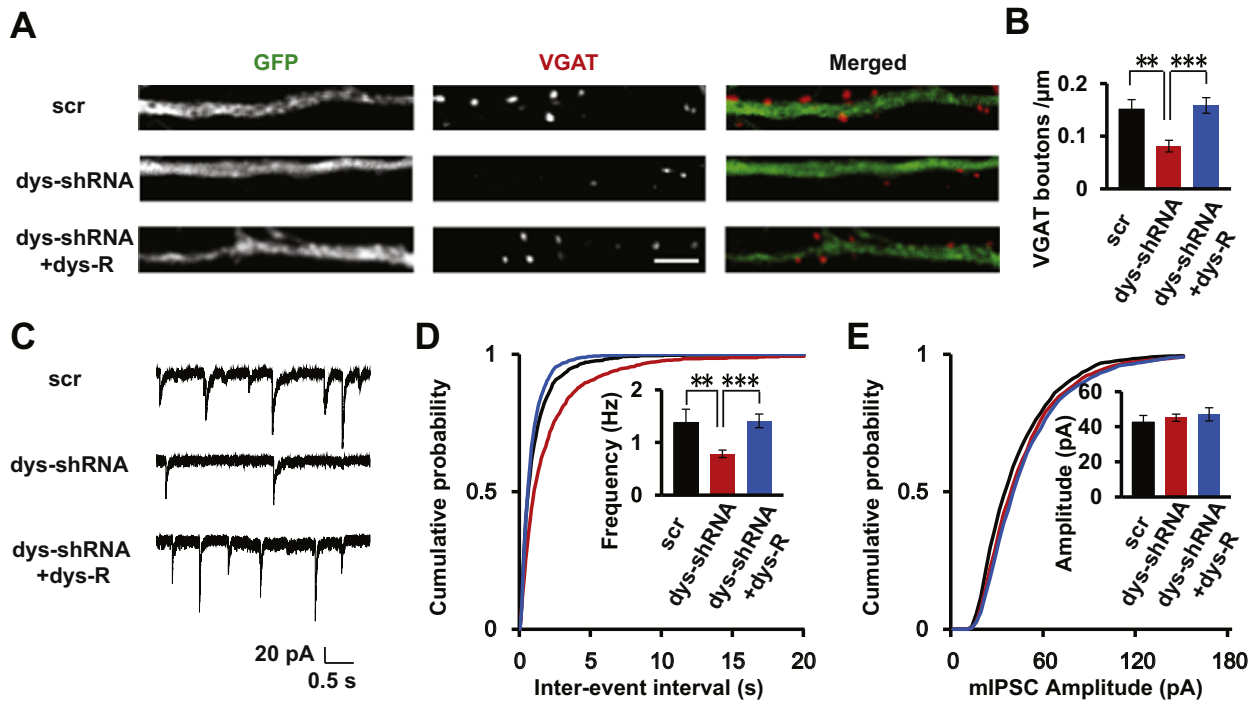 A
GFP
VGAT
Merged
scr
dys-shRNA
dys-shRNA
+dys-R
B
** ***
0.2
0.1
0
VGAT boutons /µm
scr
dys-shRNA
dys-shRNA
+dys-R
C
scr
dys-shRNA
dys-shRNA
+dys-R
20 pA
0.5 s
D
1
0.5
0
Cumulative probability
0 5 10 15 20
Inter-event interval (s)
** ***
2
1
0
Frequency (Hz)
scr
dys-shRNA
dys-shRNA
+dys-R
E
1
0.5
0
Cumulative probability
0 60 120 180
mIPSC Amplitude (pA)
60
40
20
0
Amplitude (pA)
scr
dys-shRNA
dys-shRNA
+dys-R